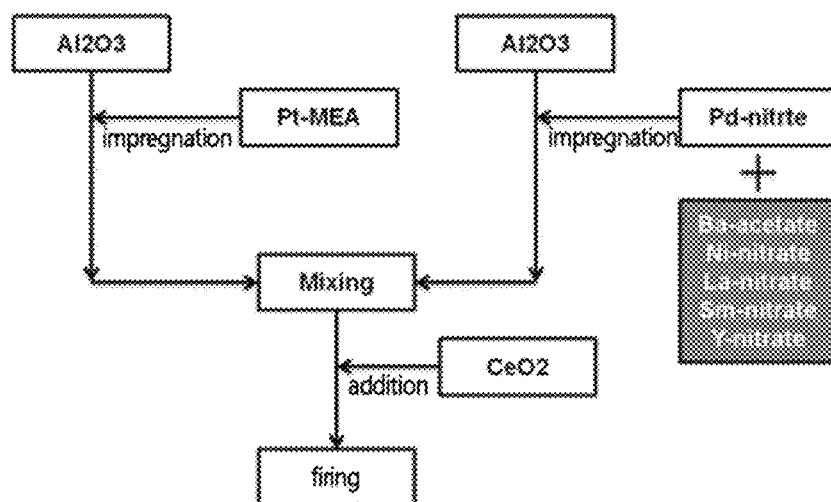 Al2O3
Al2O3
Pt-MEA
Pd-nitrte
impregnation
impregnation
+
Ba-acetate
Ni-nitrate
La-nitrate
Sm-nitrate
Y-nitrate
Mixing
CeO2
addition
firing